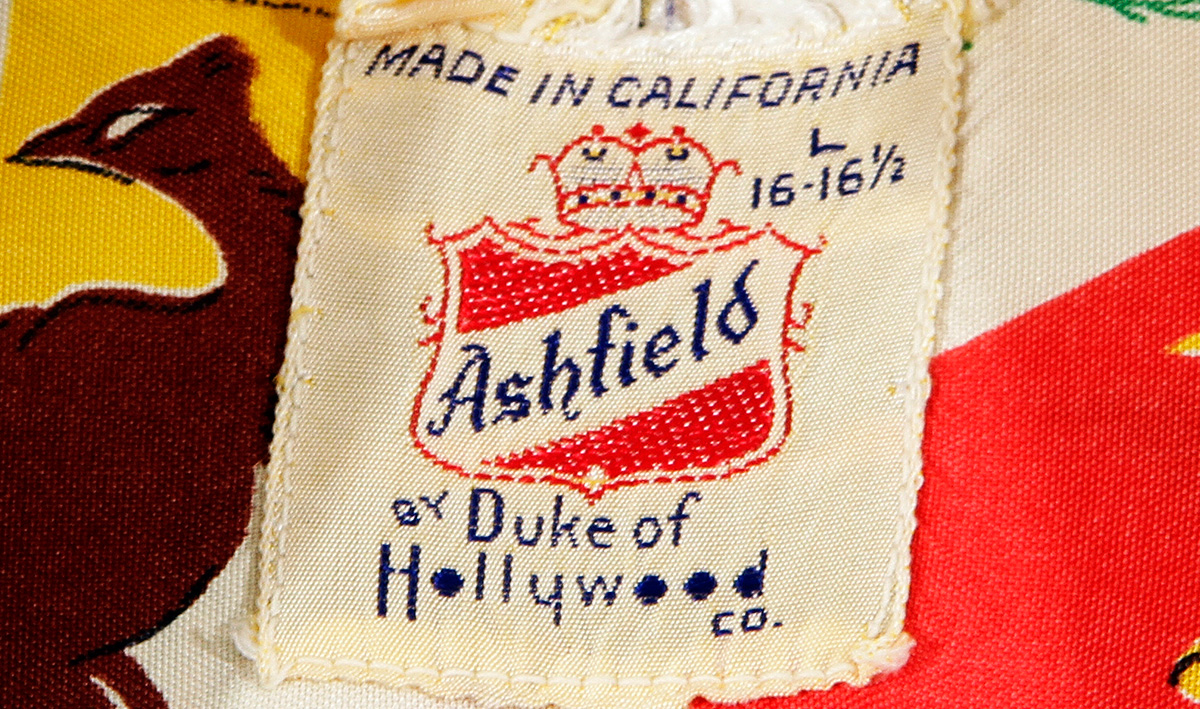 MADE IN CALIFORNIA
L
16-16½
Ashfield
BY Duke of
Hollywood
CO.